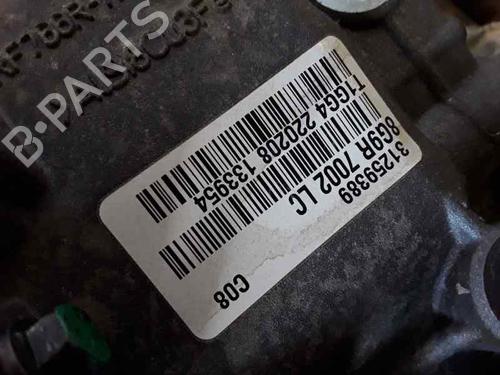 B-PARTS
31259389
8G9R 7002 LC
T1GG4 220208 133954
C08